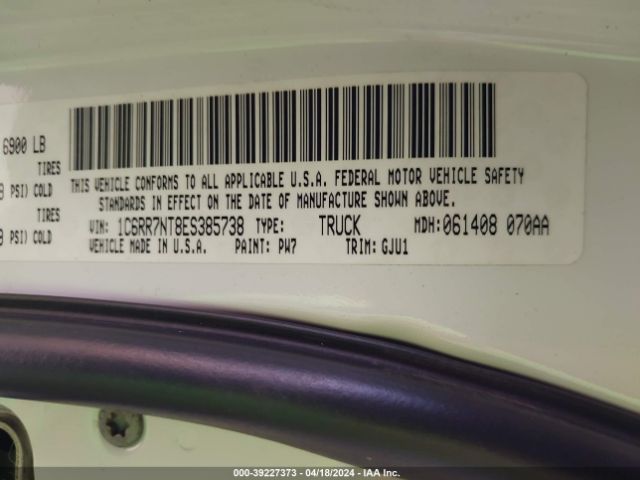 6900 LB
TIRES
PSI) COLD
TIRES
PSI) COLD
THIS VEHICLE CONFORMS TO ALL APPLICABLE U.S.A. FEDERAL MOTOR VEHICLE SAFETY
STANDARDS IN EFFECT ON THE DATE OF MANUFACTURE SHOWN ABOVE.
VIN: 1C6RR7NT8ES385738 TYPE: TRUCK MDH:061408 070AA
VEHICLE MADE IN U.S.A. PAINT: PW7 TRIM: GJU1
000-39227373 - 04/18/2024 - IAA Inc.